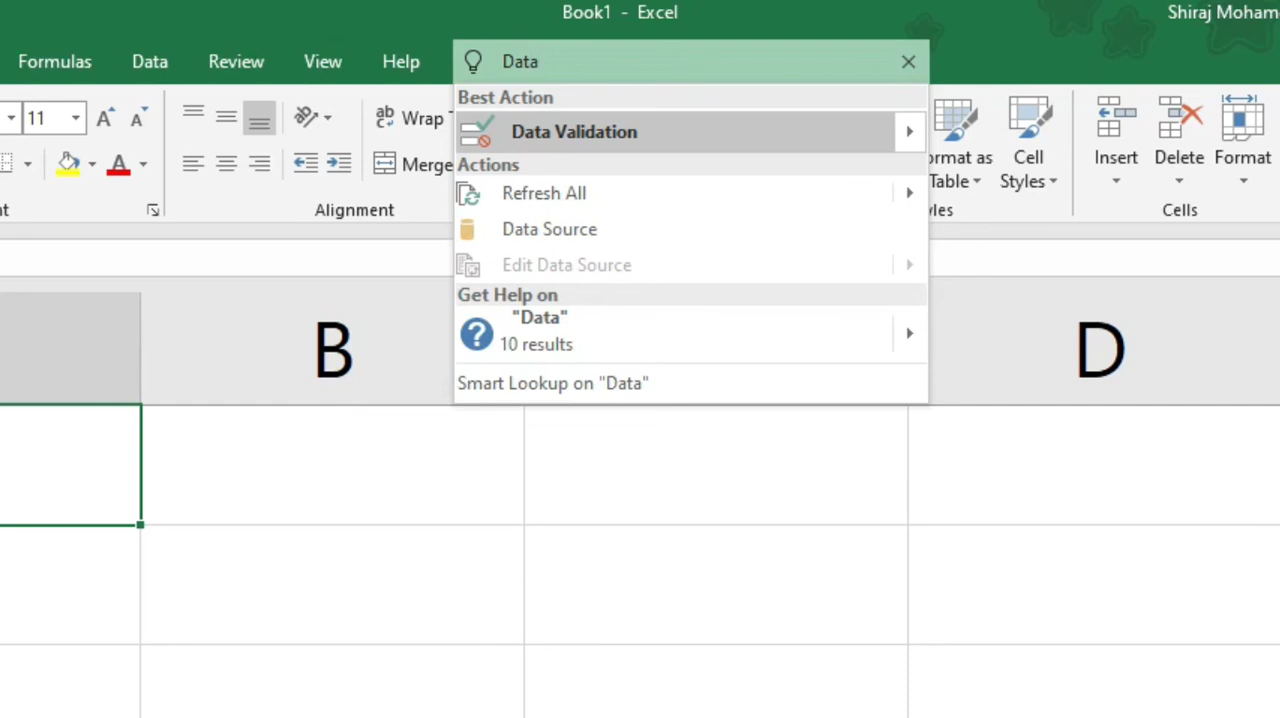 Book1 - Excel
Shiraj Moham
Formulas Data Review View Help
Data
Best Action
Data Validation
Actions
Refresh All
Data Source
Edit Data Source
Get Help on
"Data"
10 results
Smart Lookup on "Data"
11 A A
ab Wrap
c
Merge
A
Alignment
ormat as
Table
Cell
Styles
Insert
Delete
Format
Cells
B
D